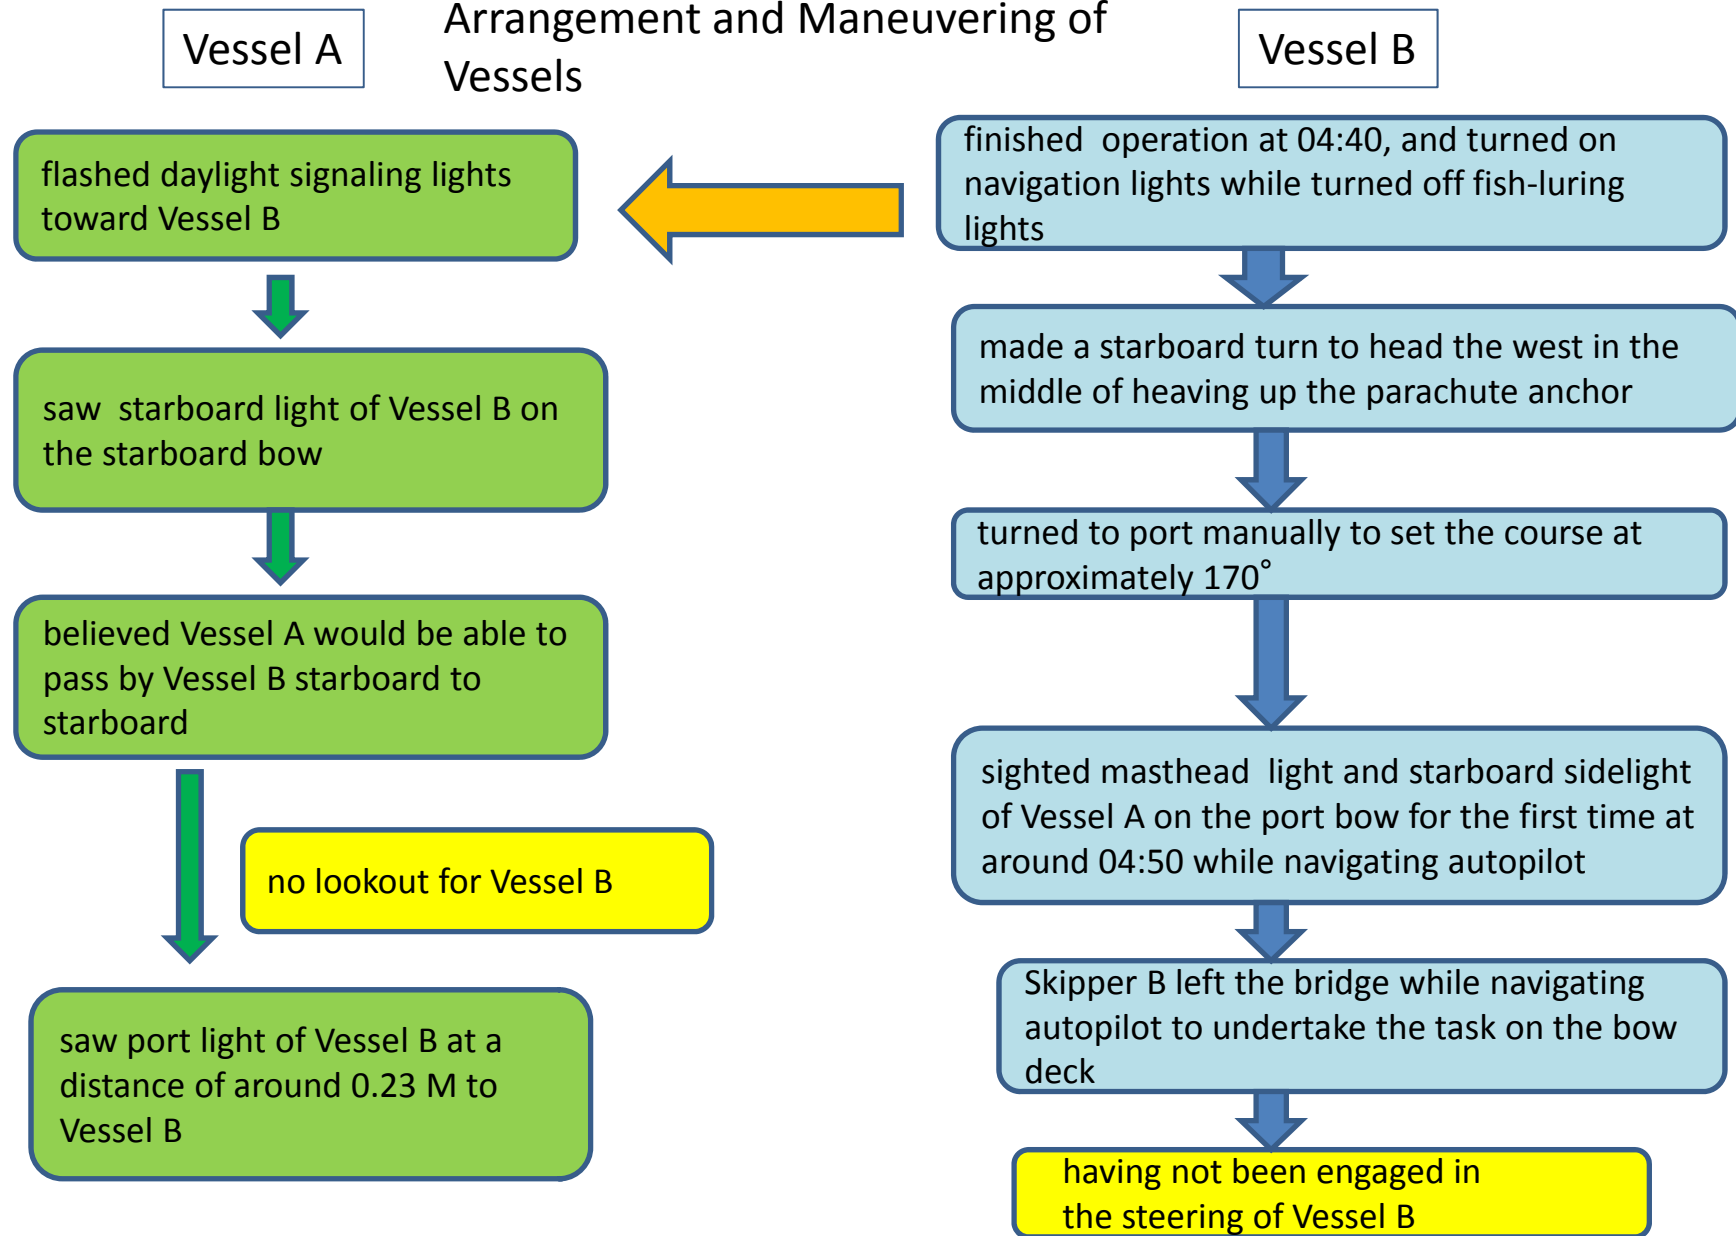 Arrangement and Maneuvering of
Vessels
Vessel A
Vessel B
flashed daylight signaling lights
toward Vessel B
saw starboard light of Vessel B on
the starboard bow
believed Vessel A would be able to
pass by Vessel B starboard to
starboard
no lookout for Vessel B
saw port light of Vessel B at a
distance of around 0.23 M to
Vessel B
finished operation at 04:40, and turned on
navigation lights while turned off fish-luring
lights
made a starboard turn to head the west in the
middle of heaving up the parachute anchor
turned to port manually to set the course at
approximately 170°
sighted masthead light and starboard sidelight
of Vessel A on the port bow for the first time at
around 04:50 while navigating autopilot
Skipper B left the bridge while navigating
autopilot to undertake the task on the bow
deck
having not been engaged in
the steering of Vessel B